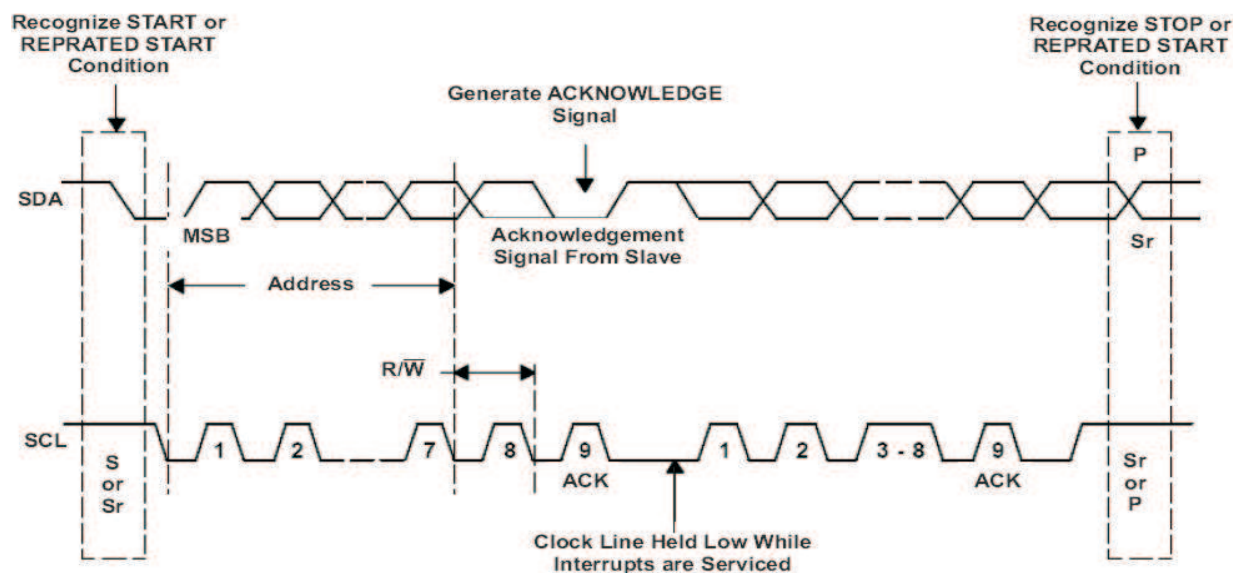 Recognize START or
REPRATED START
Condition
Recognize STOP or
REPRATED START
Condition
Generate ACKNOWLEDGE
Signal
P
SDA
MSB
Acknowledgement
Signal From Slave
Sr
Address
R/W̅
SCL
1
2
7
8
9
1
2
3 - 8
9
S
or
Sr
ACK
ACK
Sr
or
P
Clock Line Held Low While
Interrupts are Serviced